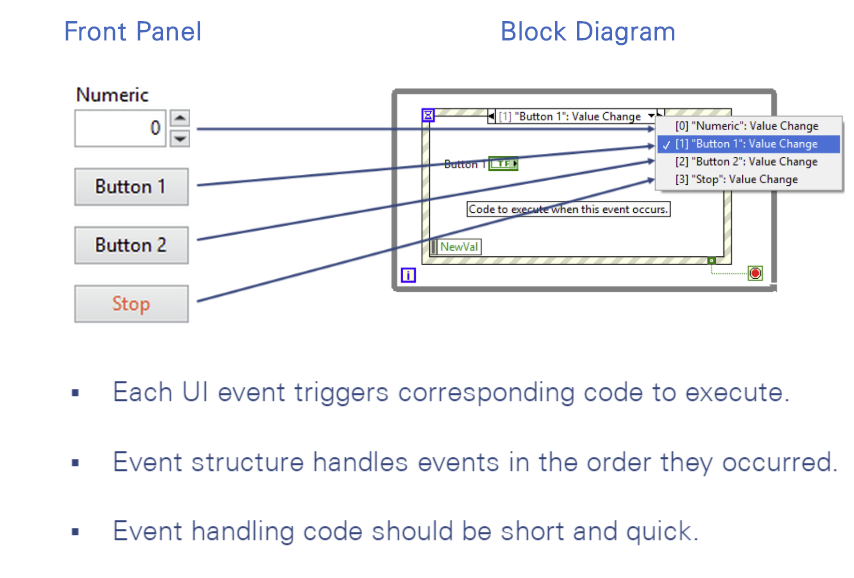 Front Panel
Block Diagram
Numeric
0
Button 1
Button 2
Stop
[1] "Button 1": Value Change
[0] "Numeric": Value Change
✓ [1] "Button 1": Value Change
[2] "Button 2": Value Change
[3] "Stop": Value Change
Button 1
TF
Code to execute when this event occurs.
NewVal
i
▪ Each UI event triggers corresponding code to execute.
▪ Event structure handles events in the order they occurred.
▪ Event handling code should be short and quick.